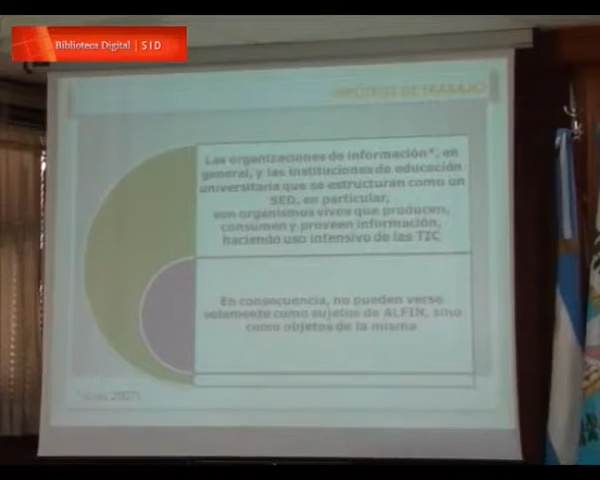 Biblioteca Digital | SID
HIPOTESIS DE TRABAJO
Las organizaciones de información*, en
general, y las instituciones de educación
universitaria que se estructuran como un
SED, en particular,
son organismos vivos que producen,
consumen y proveen información,
haciendo uso intensivo de las TIC
En consecuencia, no pueden verse
solamente como sujetos de ALFIN, sino
como objetos de la misma
2007)